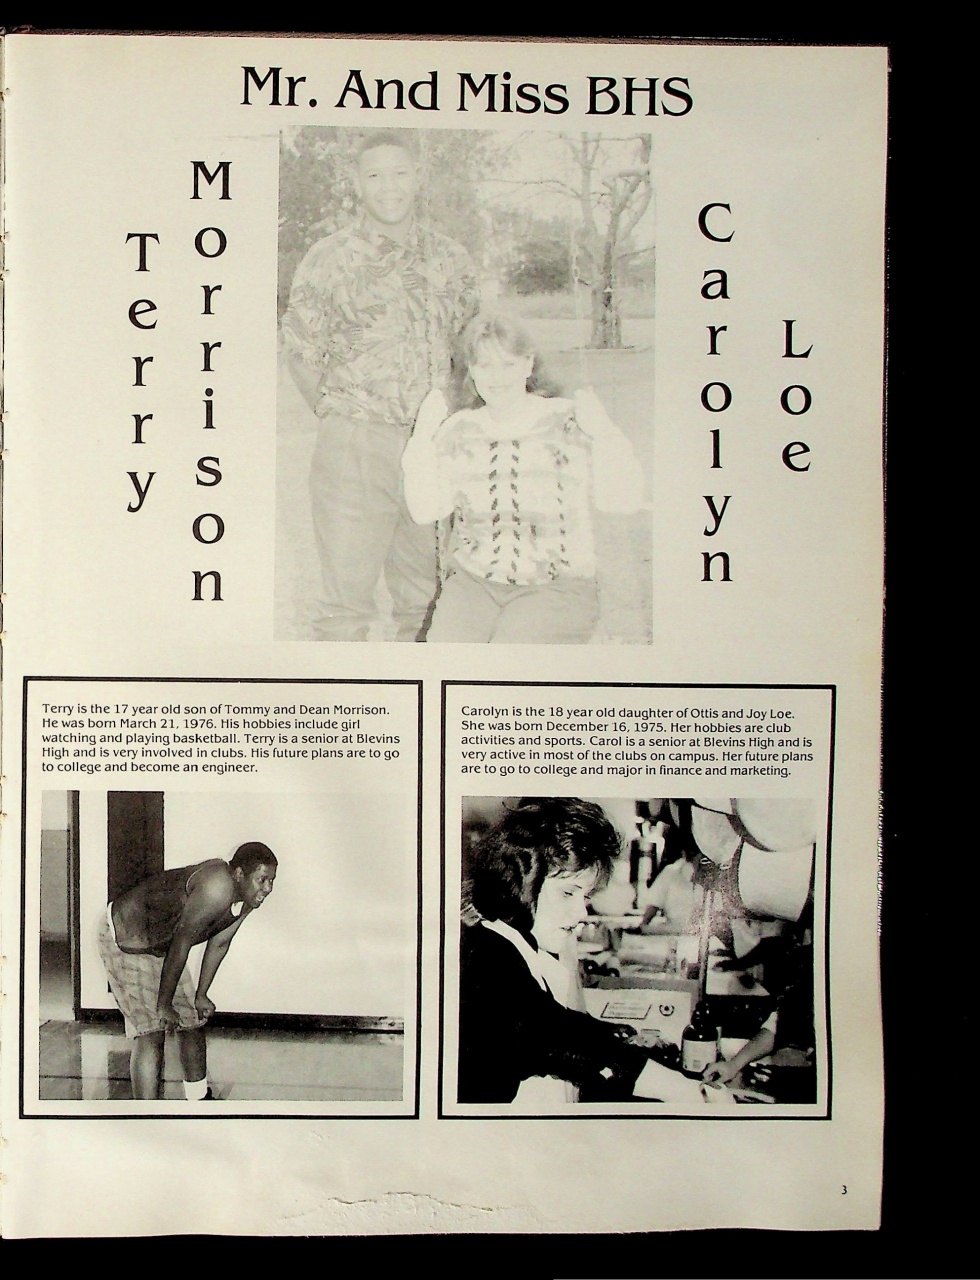 Mr. And Miss BHS
Terry
Morrison
Carolyn
Loe
Terry is the 17 year old son of Tommy and Dean Morrison.
He was born March 21, 1976. His hobbies include girl
watching and playing basketball. Terry is a senior at Blevins
High and is very involved in clubs. His future plans are to go
to college and become an engineer.
Carolyn is the 18 year old daughter of Ottis and Joy Loe.
She was born December 16, 1975. Her hobbies are club
activities and sports. Carol is a senior at Blevins High and is
very active in most of the clubs on campus. Her future plans
are to go to college and major in finance and marketing.
3